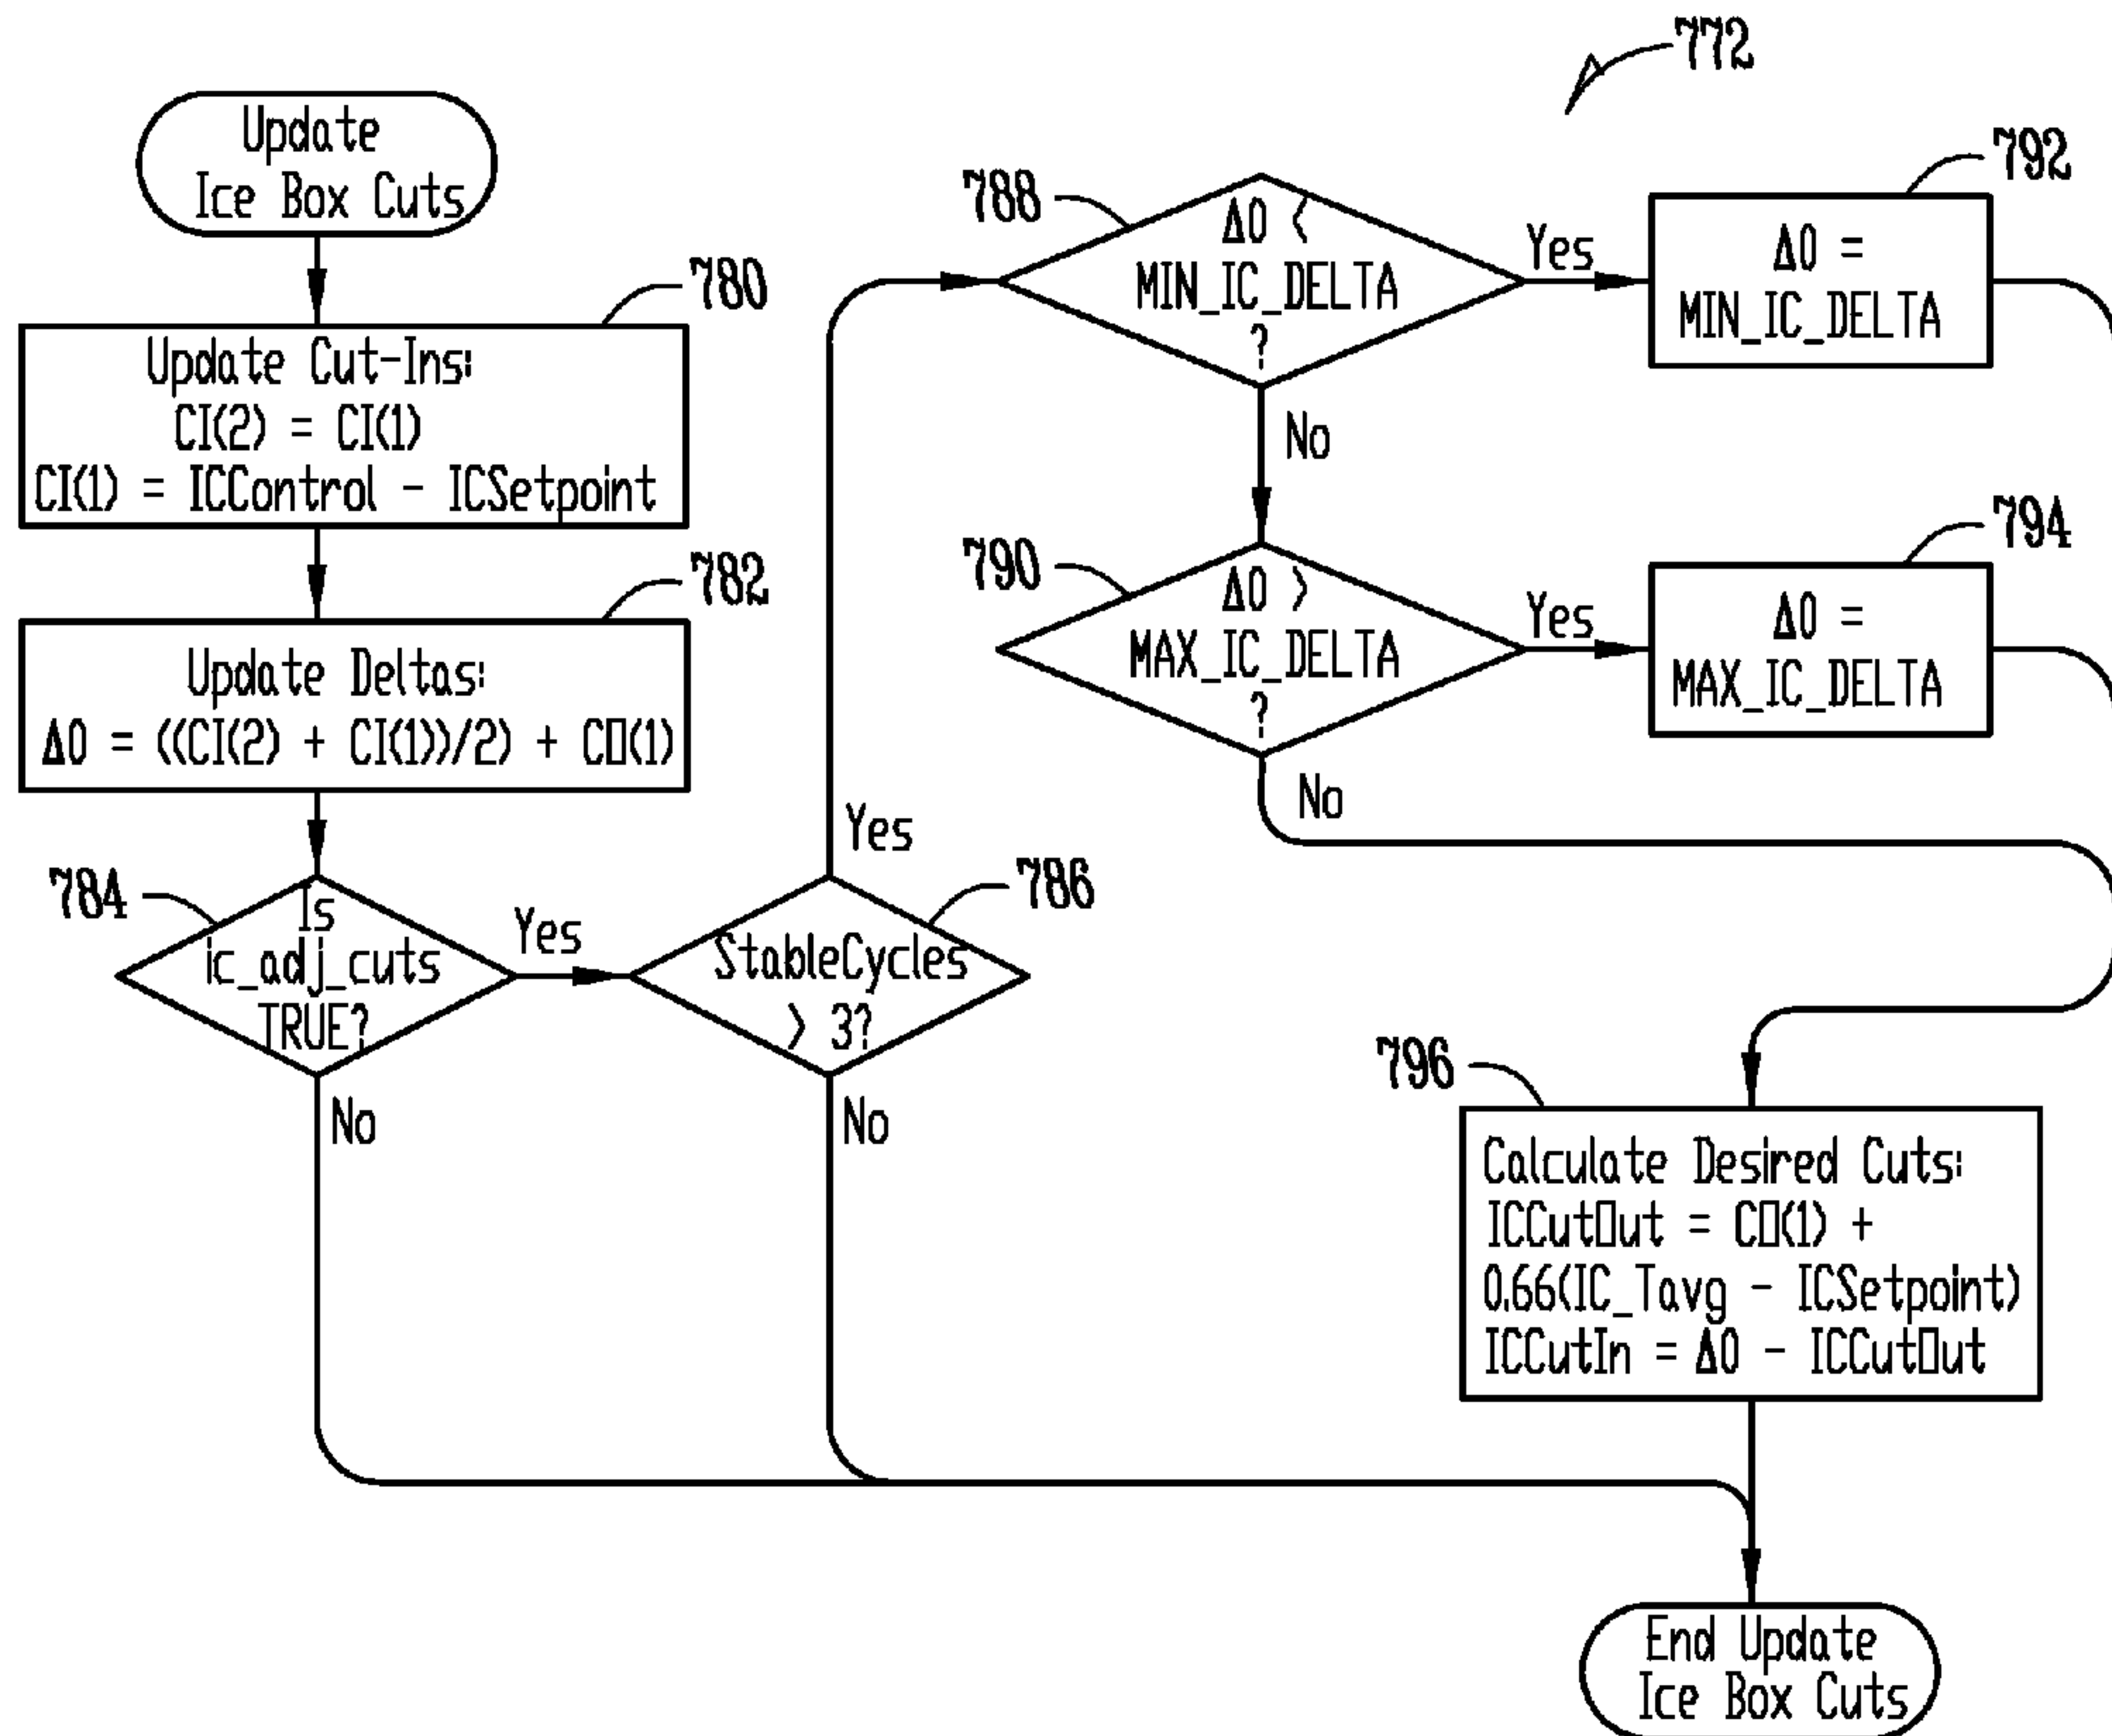 772
Update
Ice Box Cuts
780
Update Cut-Ins:
CI(2) = CI(1)
CI(1) = ICControl - ICSetpoint
782
Update Deltas:
Δ0 = ((CI(2) + CI(1))/2) + CO(1)
784
Is
ic_adj_cuts
TRUE?
Yes
No
786
StableCycles
> 3?
Yes
No
788
Δ0 <
MIN_IC_DELTA
?
Yes
No
792
Δ0 =
MIN_IC_DELTA
790
Δ0 >
MAX_IC_DELTA
?
Yes
No
794
Δ0 =
MAX_IC_DELTA
796
Calculate Desired Cuts:
ICCutOut = CO(1) +
0.66(IC_Tavg - ICSetpoint)
ICCutIn = Δ0 - ICCutOut
End Update
Ice Box Cuts